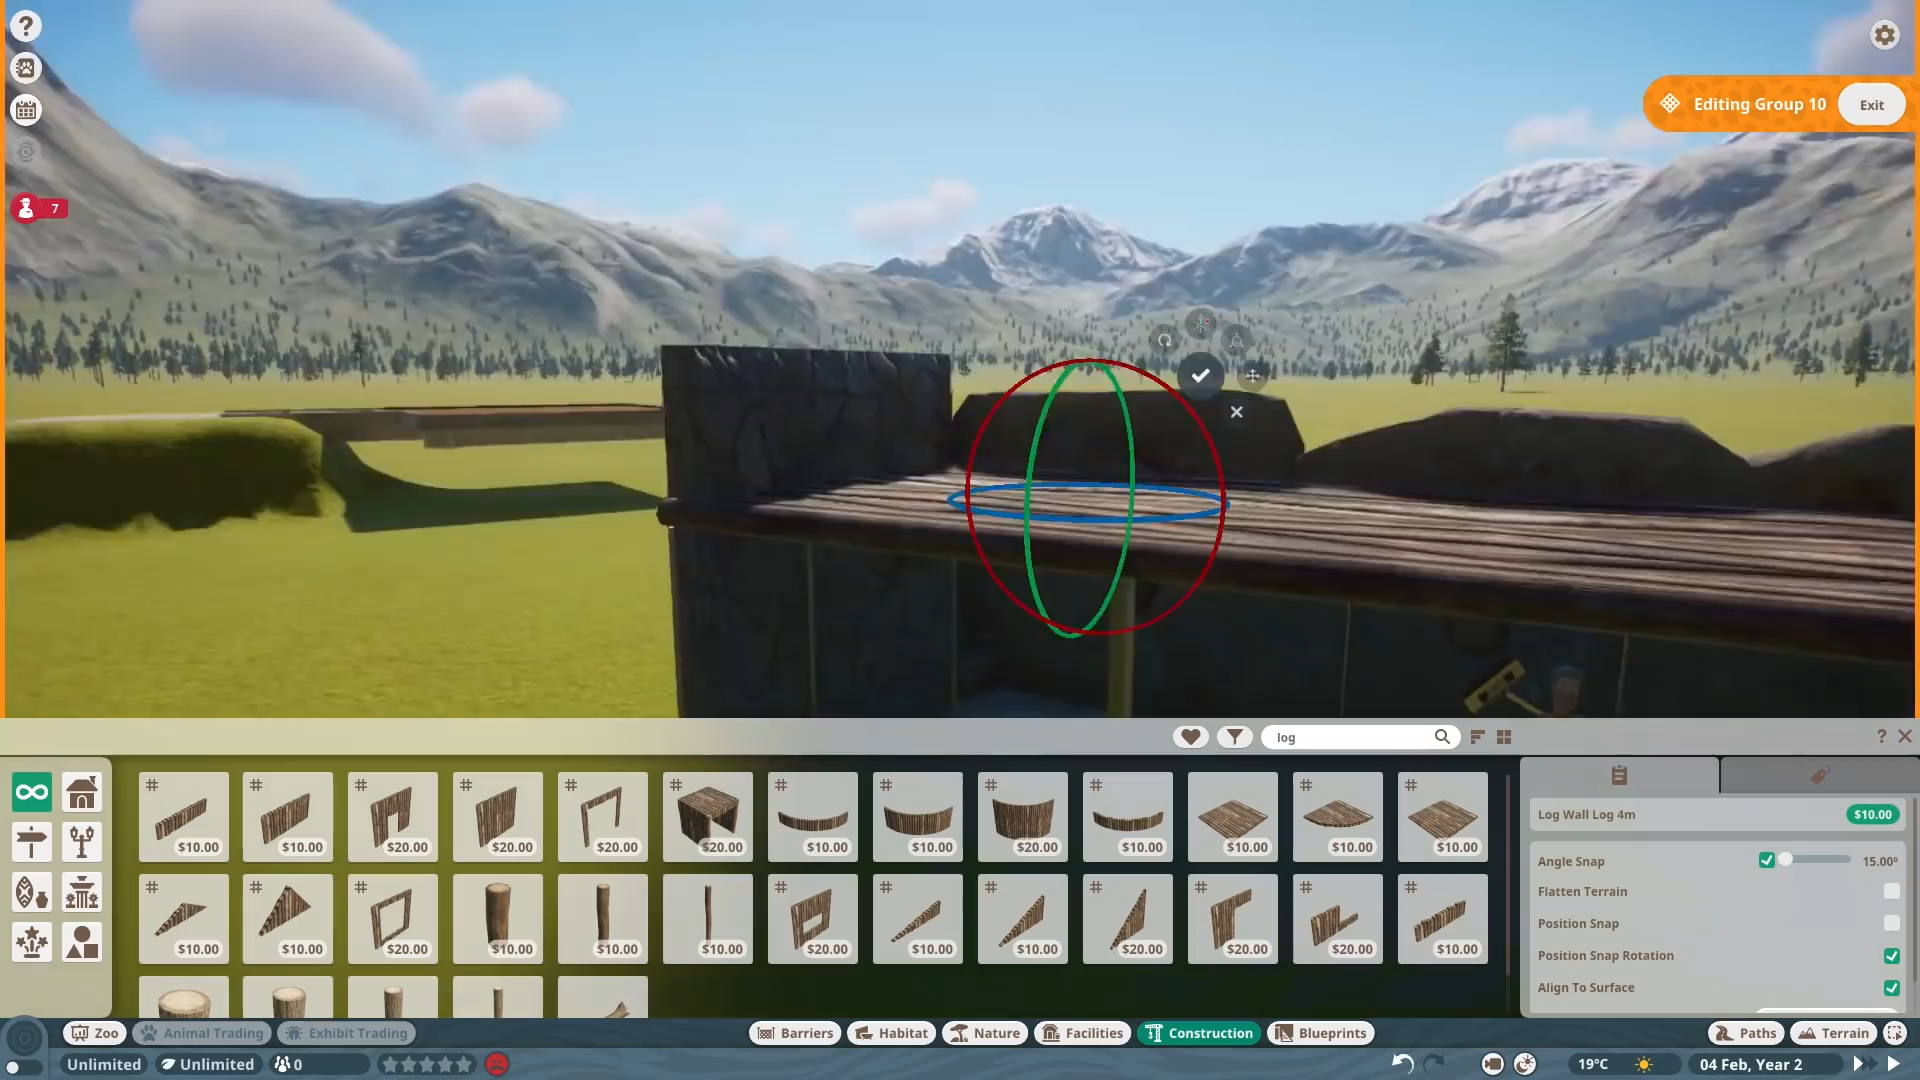 ?
Editing Group 10
Exit
7
log
?
$10.00 $10.00 $20.00 $20.00 $20.00 $20.00 $10.00 $10.00 $20.00 $10.00 $10.00 $10.00 $10.00
$10.00 $10.00 $20.00 $10.00 $10.00 $10.00 $20.00 $10.00 $10.00 $20.00 $20.00 $20.00 $10.00
Log Wall Log 4m $10.00
Angle Snap 15.00°
Flatten Terrain
Position Snap
Position Snap Rotation
Align To Surface
Zoo Animal Trading Exhibit Trading Barriers Habitat Nature Facilities Construction Blueprints Paths Terrain
Unlimited Unlimited 0 19°C 04 Feb, Year 2